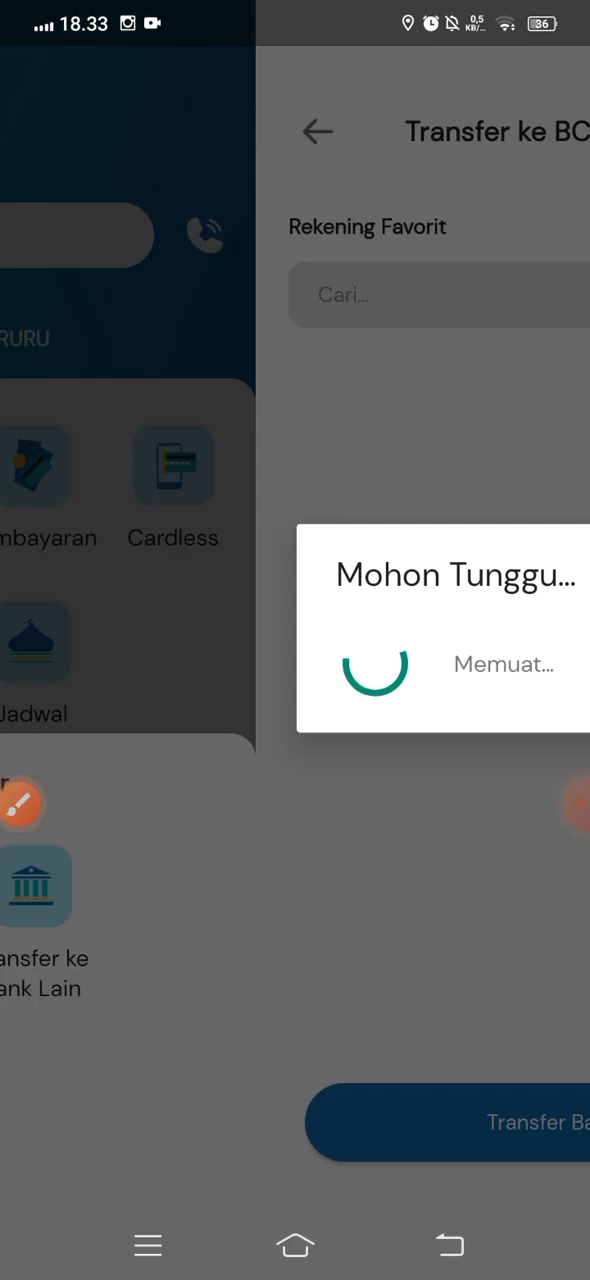 18.33
0,5
KB/...
36
Transfer ke BC
Rekening Favorit
Cari...
RURU
mbayaran
Cardless
Mohon Tunggu...
Memuat...
Jadwal
r
ansfer ke
ank Lain
Transfer Ba